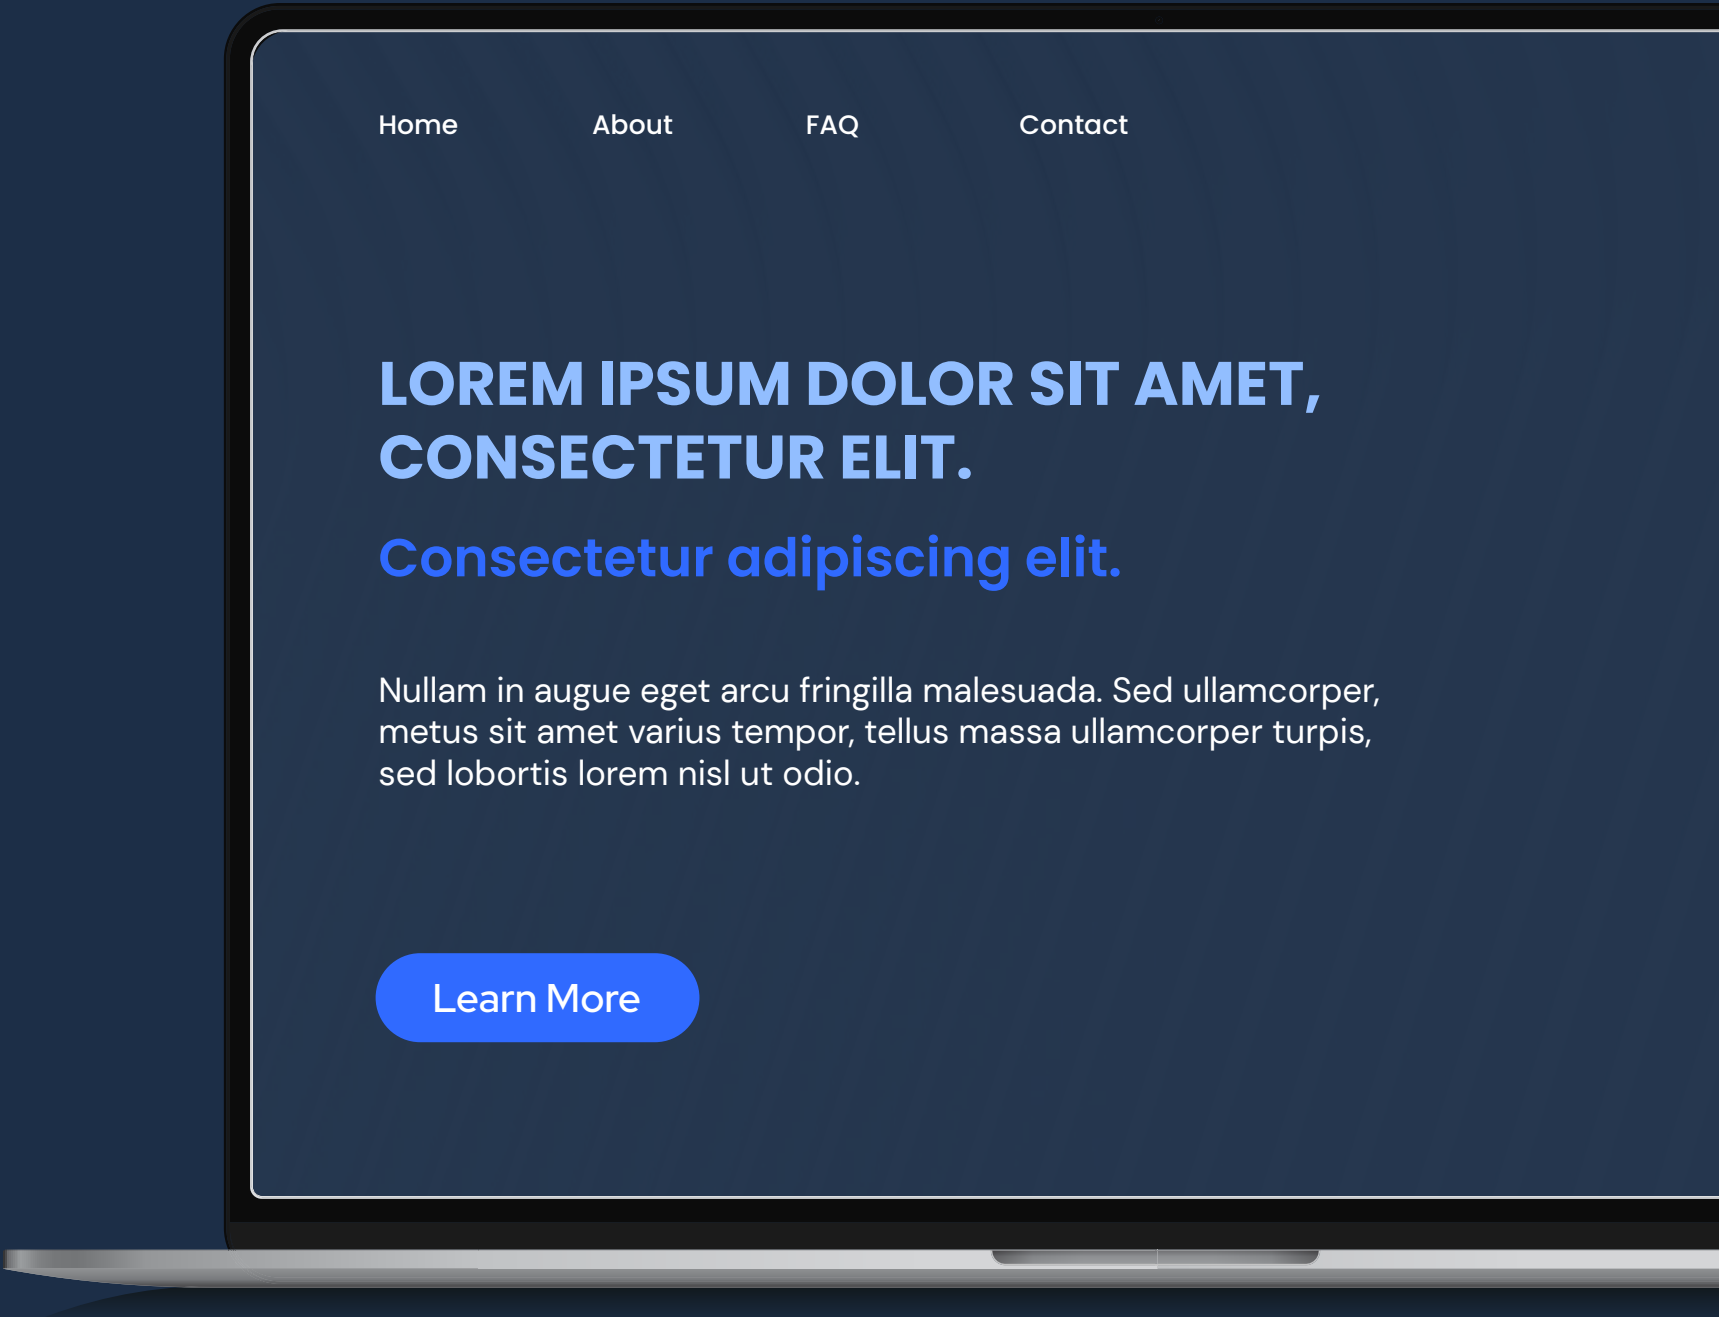 Home About FAQ Contact
LOREM IPSUM DOLOR SIT AMET,
CONSECTETUR ELIT.
Consectetur adipiscing elit.
Nullam in augue eget arcu fringilla malesuada. Sed ullamcorper,
metus sit amet varius tempor, tellus massa ullamcorper turpis,
sed lobortis lorem nisl ut odio.
Learn More